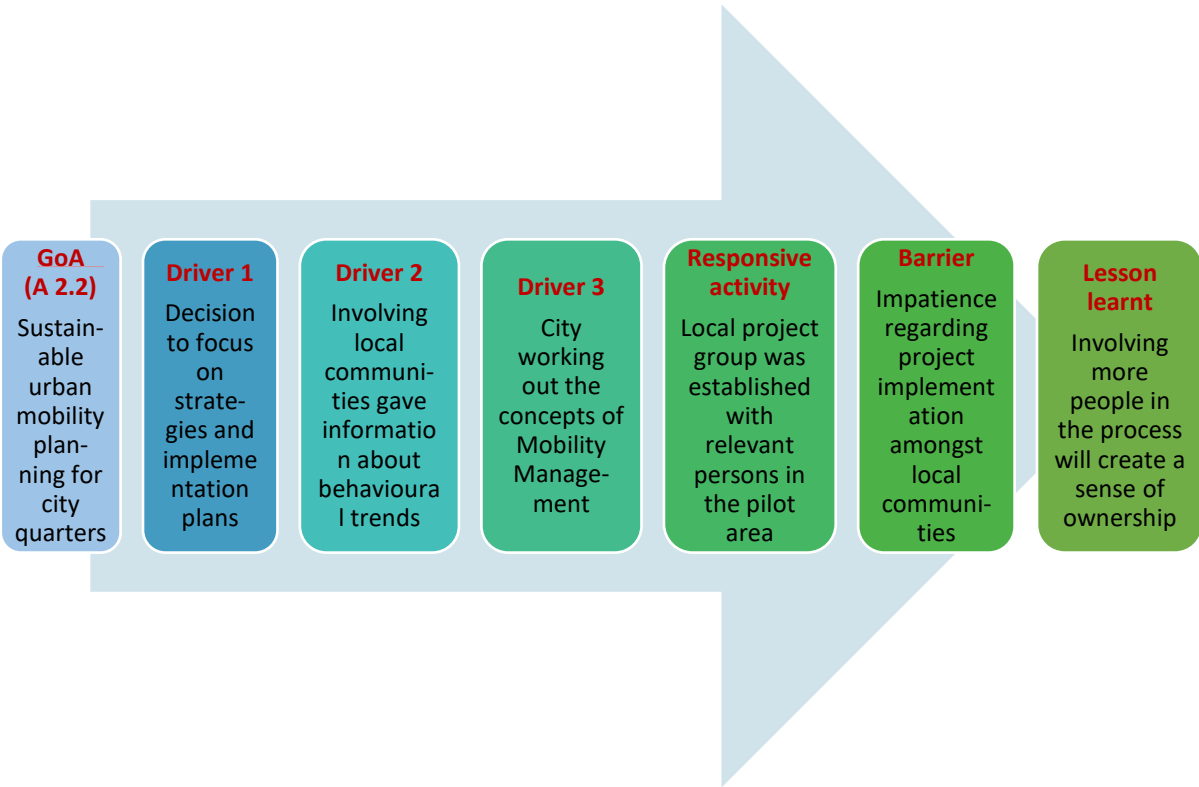 GoA
(A 2.2)
Sustain-
able
urban
mobility
plan-
ning for
city
quarters
Driver 1
Decision
to focus
on
strate-
gies and
impleme
ntation
plans
Driver 2
Involving
local
communi-
ties gave
informatio
n about
behavioura
l trends
Driver 3
City
working
out the
concepts of
Mobility
Manage-
ment
Responsive
activity
Local project
group was
established
with
relevant
persons in
the pilot
area
Barrier
Impatience
regarding
project
implement
ation
amongst
local
communi-
ties
Lesson
learnt
Involving
more
people in
the process
will create a
sense of
ownership